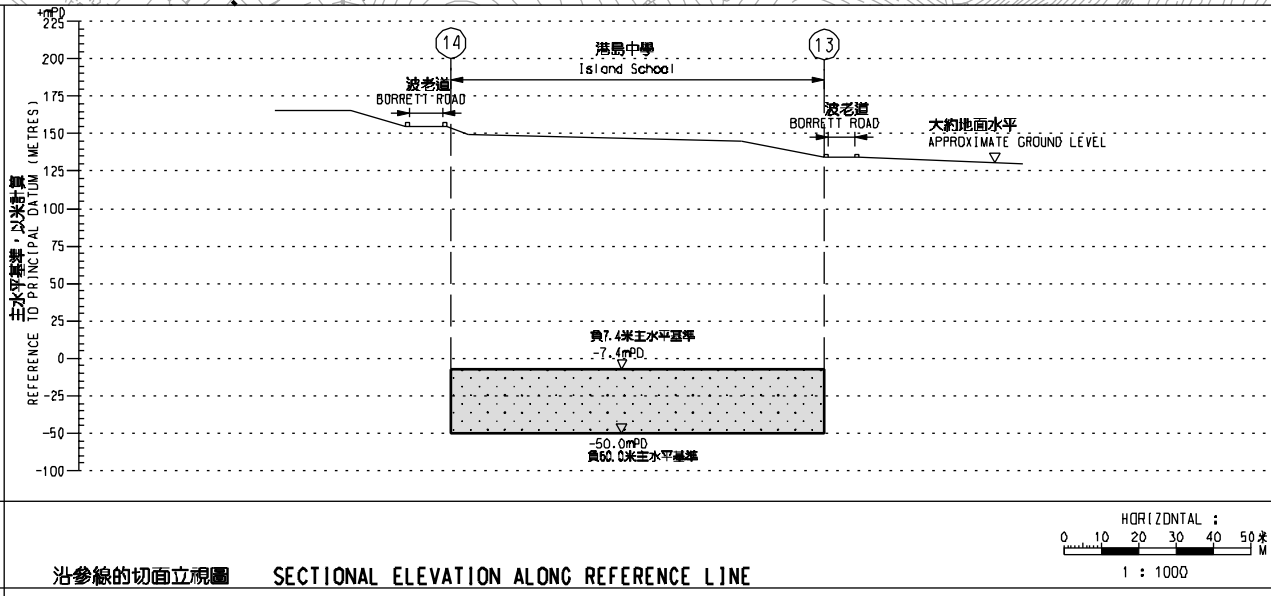 +mPD
225
200
175
150
125
100
75
50
25
0
-25
-50
-100
主水平基準，以米計算
REFERENCE TO PRINCIPAL DATUM (METRES)
14
港島中學
Island School
13
波老道
BORRETT ROAD
波老道
BORRETT ROAD
大約地面水平
APPROXIMATE GROUND LEVEL
負7.4米主水平基準
-7.4mPD
-50.0mPD
負50.0米主水平基準
HORIZONTAL :
0 10 20 30 40 50米
M
1 : 1000
沿參線的切面立視圖 SECTIONAL ELEVATION ALONG REFERENCE LINE